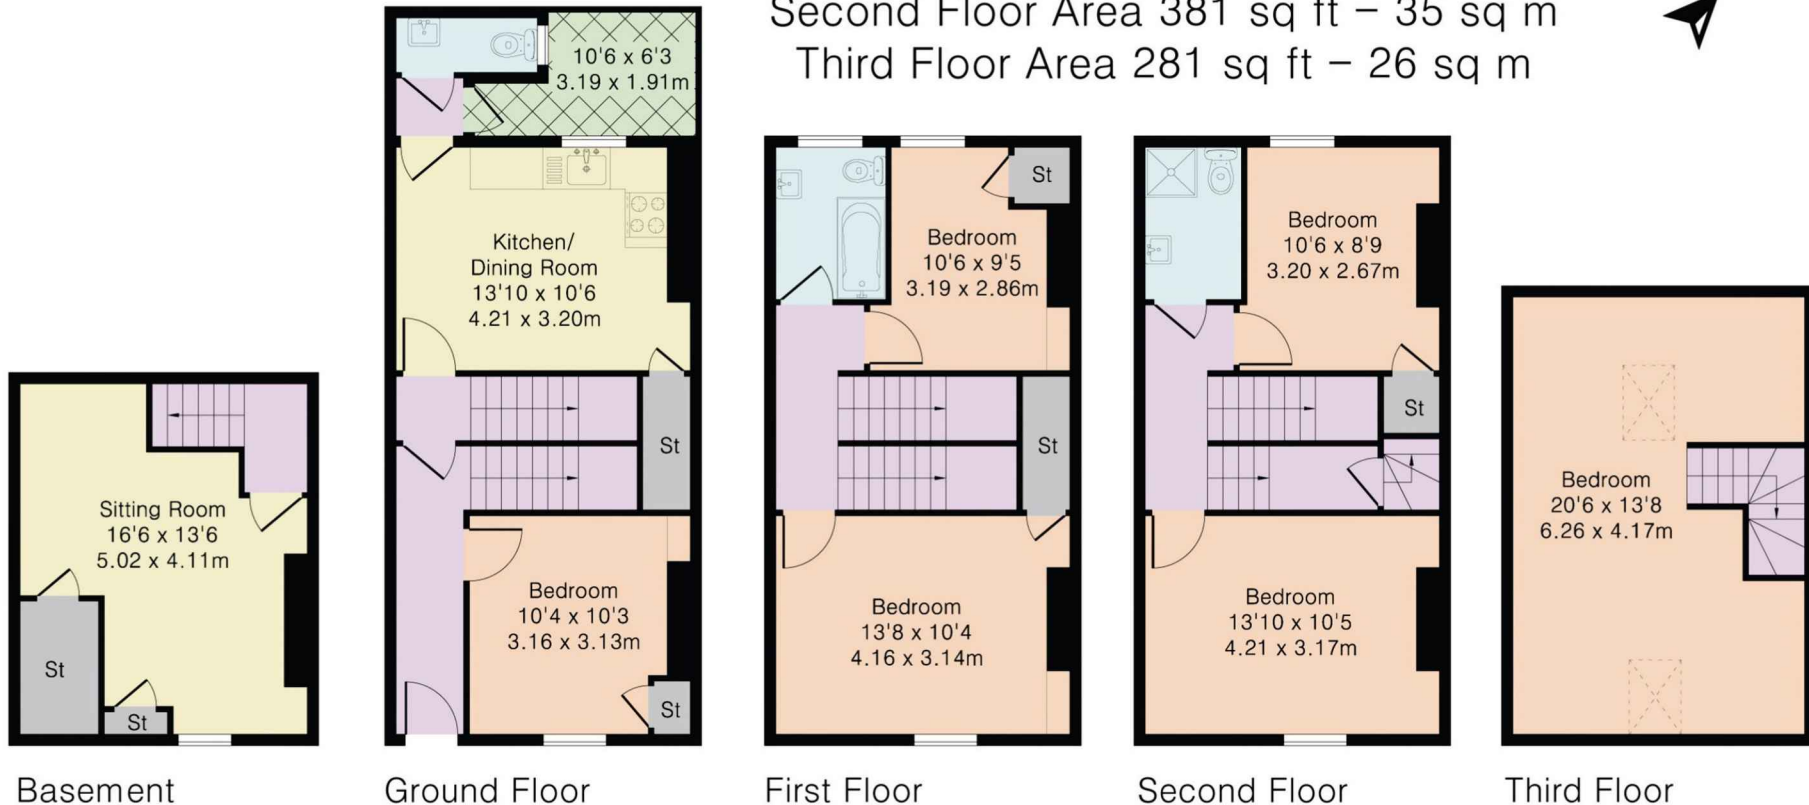 Second Floor Area 381 sq ft – 35 sq m
Third Floor Area 281 sq ft – 26 sq m
Sitting Room
16'6 x 13'6
5.02 x 4.11m
St
St
Basement
10'6 x 6'3
3.19 x 1.91m
Kitchen/
Dining Room
13'10 x 10'6
4.21 x 3.20m
St
Bedroom
10'4 x 10'3
3.16 x 3.13m
St
Ground Floor
St
Bedroom
10'6 x 9'5
3.19 x 2.86m
St
Bedroom
13'8 x 10'4
4.16 x 3.14m
First Floor
Bedroom
10'6 x 8'9
3.20 x 2.67m
St
Bedroom
13'10 x 10'5
4.21 x 3.17m
Second Floor
Bedroom
20'6 x 13'8
6.26 x 4.17m
Third Floor